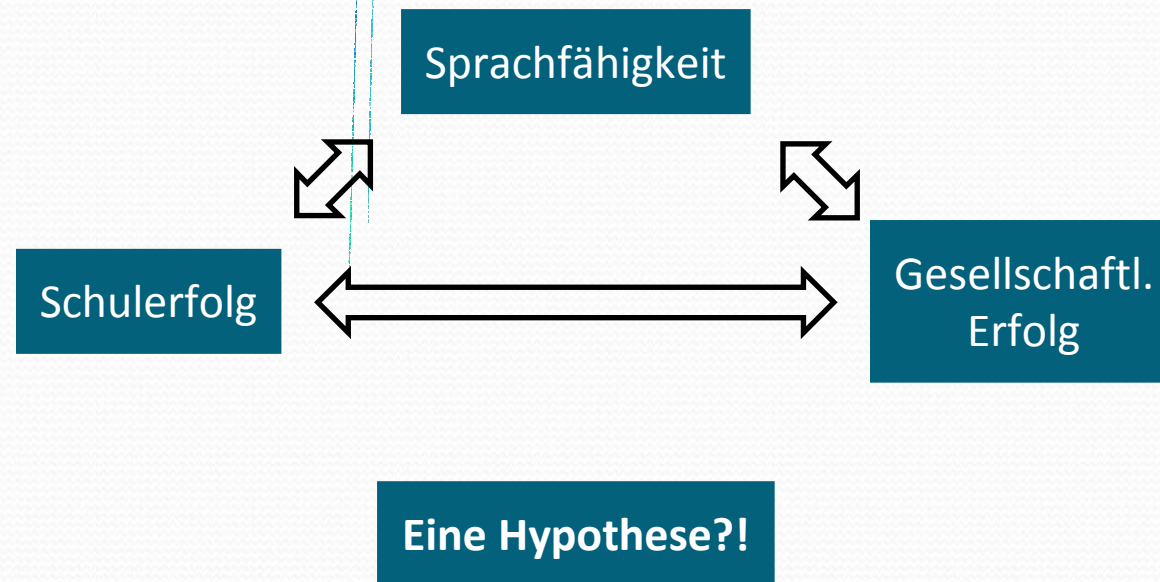 Sprachfähigkeit
Schulerfolg
Gesellschaftl.
Erfolg
Eine Hypothese?!